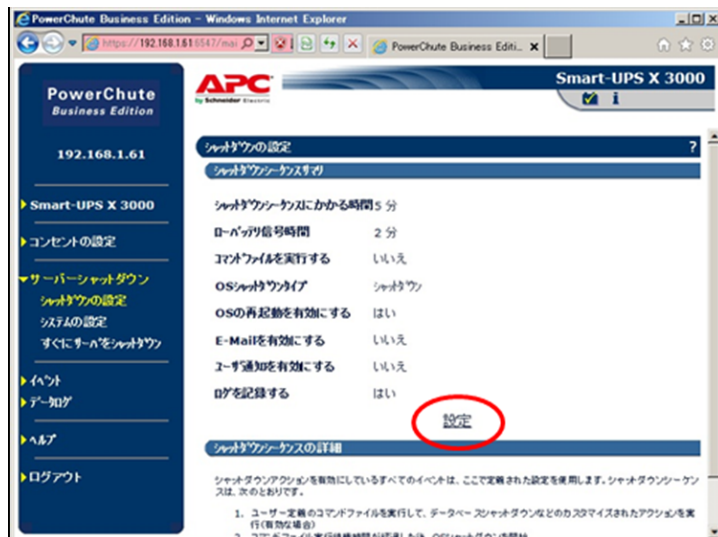 PowerChute Business Edition - Windows Internet Explorer
https://192.168.1.61:6547/mai
PowerChute Business Editi...
PowerChute
Business Edition
192.168.1.61
Smart-UPS X 3000
コンセントの設定
サーバーシャットダウン
シャットダウンの設定
システムの設定
すぐにサーバをシャットダウン
イベント
データログ
ヘルプ
ログアウト
APC
by Schneider Electric
Smart-UPS X 3000
シャットダウンの設定 ?
シャットダウンシーケンスサマリ
シャットダウンシーケンスにかかる時間 5 分
ローバッテリ信号時間 2 分
コマンドファイルを実行する いいえ
OSシャットダウンタイプ シャットダウン
OSの再起動を有効にする はい
E-Mailを有効にする いいえ
ユーザ通知を有効にする いいえ
ログを記録する はい
設定
シャットダウンシーケンスの詳細
シャットダウンアクションを有効にしているすべてのイベントは、ここで定義された設定を使用します。シャットダウンシーケン
スは、次のとおりです。
1. ユーザー定義のコマンドファイルを実行して、データベースシャットダウンなどのカスタマイズされたアクションを実
行(有効な場合)